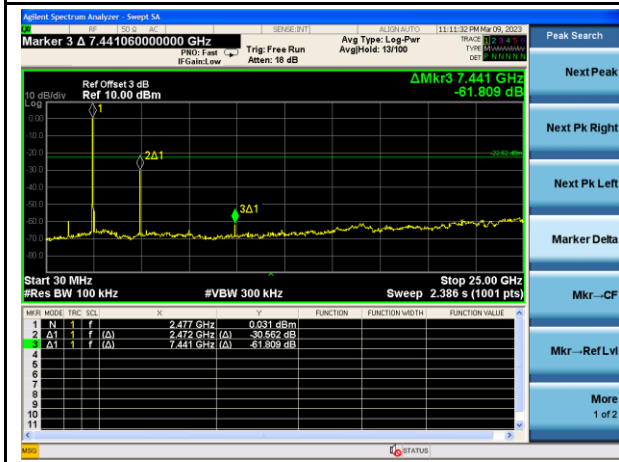 Agilent Spectrum Analyzer - Swept SA
RF 50 Ω AC SENSE:INT ALIGN AUTO 11:11:32 PM Mar 09, 2023
Marker 3 Δ 7.441060000000 GHz
PNO: Fast
IFGain:Low
Trig: Free Run
Atten: 18 dB
Avg Type: Log-Pwr
Avg|Hold: 13/100
TRACE 1 2 3 4 5 6
TYPE M
DET P N N N N N
Peak Search
Next Peak
Next Pk Right
Next Pk Left
Marker Delta
Mkr→CF
Mkr→Ref Lvl
More
1 of 2
Ref Offset 3 dB
10 dB/div Ref 10.00 dBm
ΔMkr3 7.441 GHz
-61.809 dB
Log
0.00
-10.0
-20.0
-30.0
-40.0
-50.0
-60.0
-70.0
-80.0
1
2Δ1
3Δ1
Start 30 MHz
Stop 25.00 GHz
#Res BW 100 kHz #VBW 300 kHz Sweep 2.386 s (1001 pts)
MKR MODE TRC SCL X Y FUNCTION FUNCTION WIDTH FUNCTION VALUE
1 N 1 f 2.477 GHz 0.031 dBm
2 Δ1 1 f (Δ) 2.472 GHz (Δ) -30.562 dB
3 Δ1 1 f (Δ) 7.441 GHz (Δ) -61.809 dB
4
5
6
7
8
9
10
11
MSG STATUS